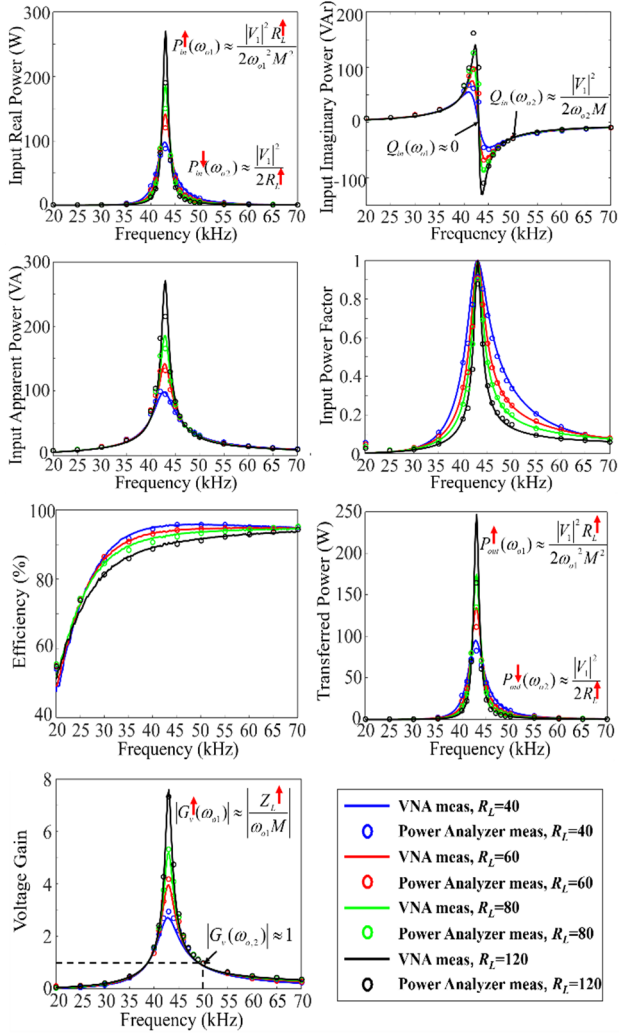 300
200
100
0
20 25 30 35 40 45 50 55 60 65 70
Input Real Power (W)
Frequency (kHz)
P_in(ω_o1) ≈ |V_1|² R_L / 2ω_o1² M²
P_in(ω_o2) ≈ |V_1|² / 2R_L
200
150
100
50
0
-50
-100
20 25 30 35 40 45 50 55 60 65 70
Input Imaginary Power (VAr)
Frequency (kHz)
Q_in(ω_o2) ≈ |V_1|² / 2ω_o2 M
Q_in(ω_o1) ≈ 0
300
200
100
0
20 25 30 35 40 45 50 55 60 65 70
Input Apparent Power (VA)
Frequency (kHz)
1
0.8
0.6
0.4
0.2
0
20 25 30 35 40 45 50 55 60 65 70
Input Power Factor
Frequency (kHz)
100
80
60
40
20 25 30 35 40 45 50 55 60 65 70
Efficiency (%)
Frequency (kHz)
250
200
150
100
50
0
20 25 30 35 40 45 50 55 60 65 70
Transferred Power (W)
Frequency (kHz)
P_out(ω_o1) ≈ |V_1|² R_L / 2ω_o1² M²
P_out(ω_o2) ≈ |V_1|² / 2R_L
8
6
4
2
0
20 25 30 35 40 45 50 55 60 65 70
Voltage Gain
Frequency (kHz)
|G_v(ω_o1)| ≈ |Z_L / ω_o1 M|
|G_v(ω_o,2)| ≈ 1
VNA meas, R_L=40
Power Analyzer meas, R_L=40
VNA meas, R_L=60
Power Analyzer meas, R_L=60
VNA meas, R_L=80
Power Analyzer meas, R_L=80
VNA meas, R_L=120
Power Analyzer meas, R_L=120